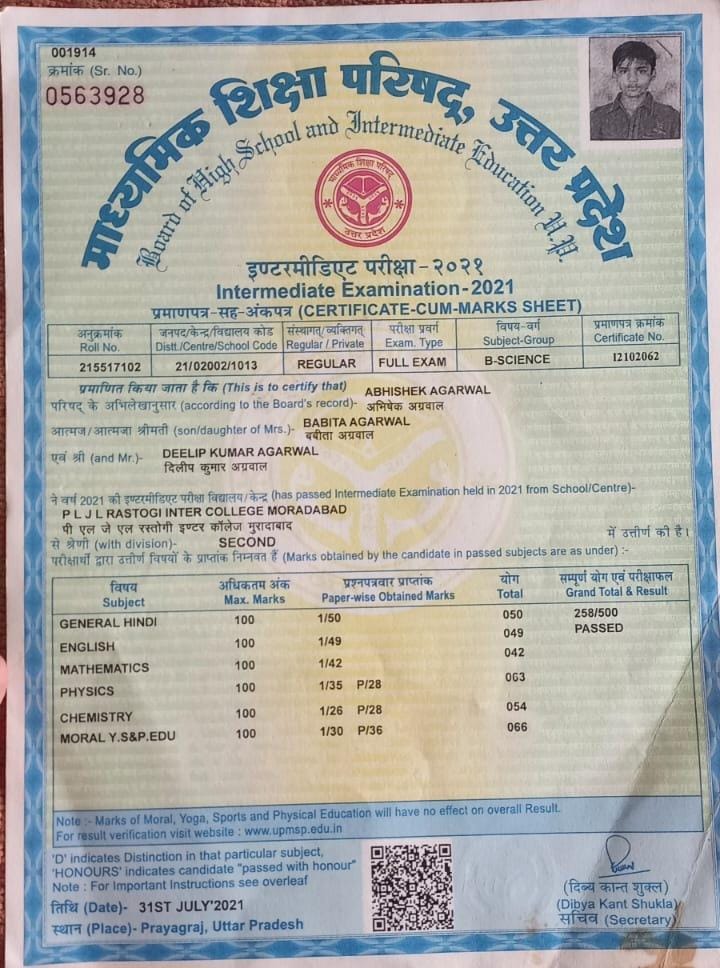 001914
क्रमांक (Sr. No.)
0563928
माध्यमिक शिक्षा परिषद्, उत्तर प्रदेश
Board of High School and Intermediate Education U.P.
माध्यमिक शिक्षा परिषद्
उत्तर प्रदेश
इण्टरमीडिएट परीक्षा-२०२१
Intermediate Examination-2021
प्रमाणपत्र-सह-अंकपत्र (CERTIFICATE-CUM-MARKS SHEET)
अनुक्रमांक जनपद/केन्द्र/विद्यालय कोड संस्थागत/व्यक्तिगत परीक्षा प्रवर्ग विषय-वर्ग प्रमाणपत्र क्रमांक
Roll No. Distt./Centre/School Code Regular / Private Exam. Type Subject-Group Certificate No.
215517102 21/02002/1013 REGULAR FULL EXAM B-SCIENCE 12102062
प्रमाणित किया जाता है कि (This is to certify that) ABHISHEK AGARWAL
परिषद् के अभिलेखानुसार (according to the Board's record)- अभिषेक अग्रवाल
आत्मज/आत्मजा श्रीमती (son/daughter of Mrs.)- BABITA AGARWAL
बबीता अग्रवाल
एवं श्री (and Mr.)- DEELIP KUMAR AGARWAL
दिलीप कुमार अग्रवाल
ने वर्ष 2021 की इण्टरमीडिएट परीक्षा विद्यालय/केन्द्र (has passed Intermediate Examination held in 2021 from School/Centre)-
P L J L RASTOGI INTER COLLEGE MORADABAD
पी एल जे एल रस्तोगी इण्टर कॉलेज मुरादाबाद में उत्तीर्ण की है।
से श्रेणी (with division)- SECOND
परीक्षार्थी द्वारा उत्तीर्ण विषयों के प्राप्तांक निम्नवत हैं (Marks obtained by the candidate in passed subjects are as under) :-
विषय अधिकतम अंक प्रश्नपत्रवार प्राप्तांक योग सम्पूर्ण योग एवं परीक्षाफल
Subject Max. Marks Paper-wise Obtained Marks Total Grand Total & Result
GENERAL HINDI 100 1/50 050 258/500
PASSED
ENGLISH 100 1/49 049
MATHEMATICS 100 1/42 042
PHYSICS 100 1/35 P/28 063
CHEMISTRY 100 1/26 P/28 054
MORAL Y.S&P.EDU 100 1/30 P/36 066
Note :- Marks of Moral, Yoga, Sports and Physical Education will have no effect on overall Result.
For result verification visit website : www.upmsp.edu.in
'D' indicates Distinction in that particular subject,
'HONOURS' indicates candidate "passed with honour"
Note : For Important Instructions see overleaf
तिथि (Date)- 31ST JULY'2021
स्थान (Place)- Prayagraj, Uttar Pradesh
(दिब्य कान्त शुक्ल)
(Dibya Kant Shukla)
सचिव (Secretary)